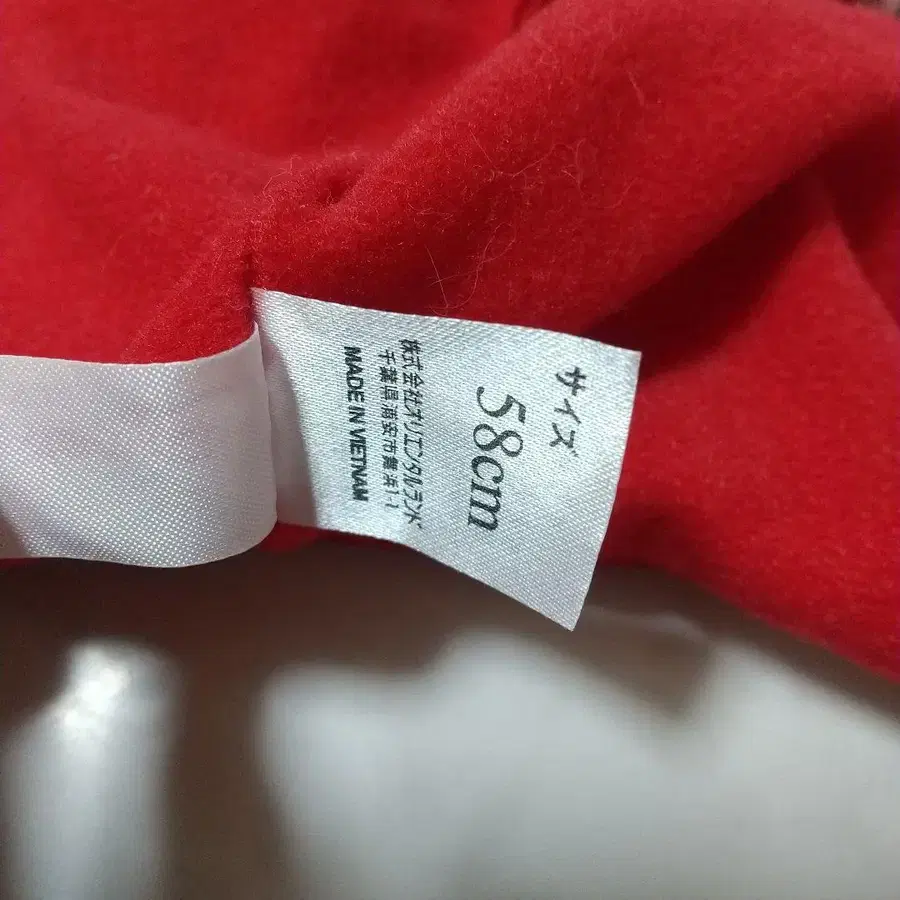 サイズ
58cm
株式会社オリエンタルランド
千葉県浦安市舞浜1-1
MADE IN VIETNAM